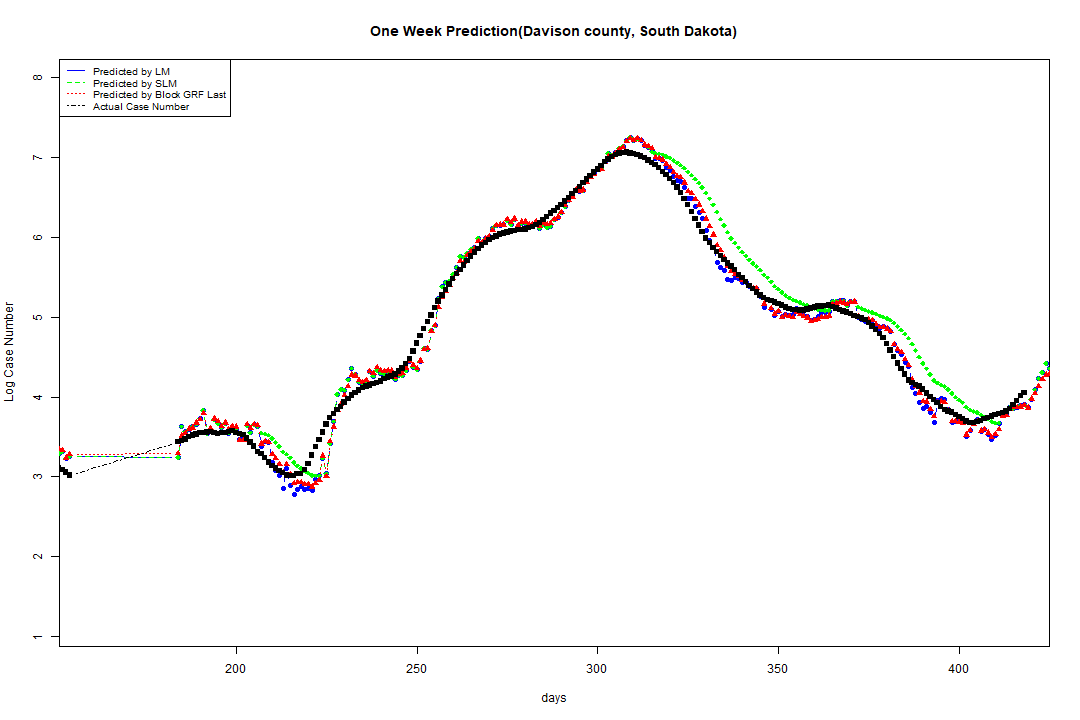 One Week Prediction(Davison county, South Dakota)
Predicted by LM
Predicted by SLM
Predicted by Block GRF Last
Actual Case Number
8
7
6
5
4
3
2
1
Log Case Number
200 250 300 350 400
days